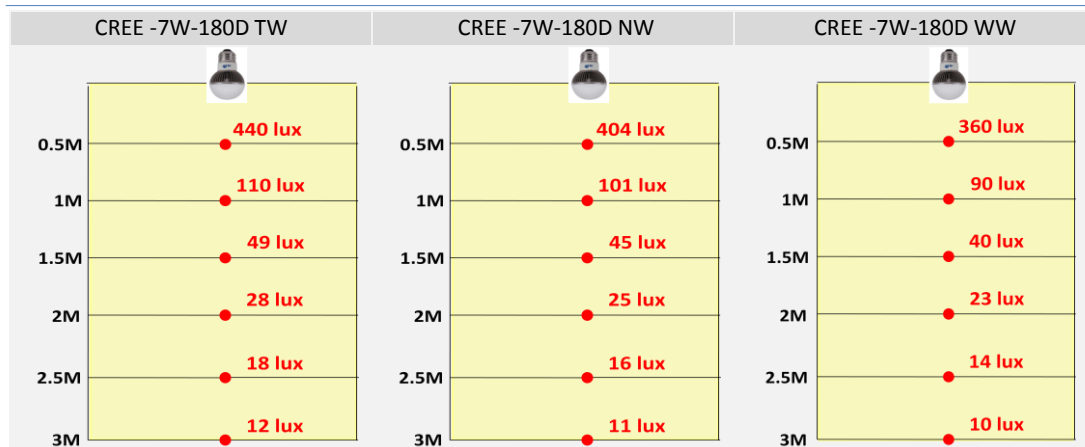 CREE -7W-180D TW
CREE -7W-180D NW
CREE -7W-180D WW
440 lux
0.5M
110 lux
1M
49 lux
1.5M
28 lux
2M
18 lux
2.5M
12 lux
3M
404 lux
0.5M
101 lux
1M
45 lux
1.5M
25 lux
2M
16 lux
2.5M
11 lux
3M
360 lux
0.5M
90 lux
1M
40 lux
1.5M
23 lux
2M
14 lux
2.5M
10 lux
3M